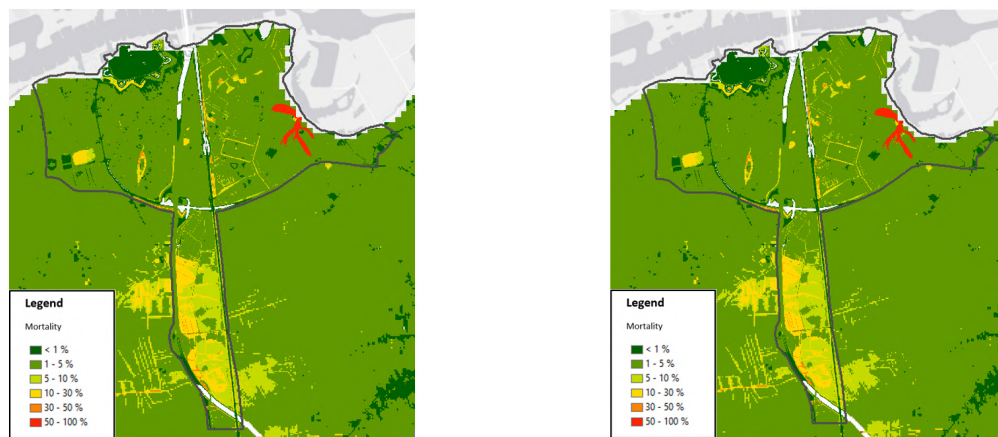 Legend
Mortality
< 1 %
1 - 5 %
5 - 10 %
10 - 30 %
30 - 50 %
50 - 100 %
Legend
Mortality
< 1 %
1 - 5 %
5 - 10 %
10 - 30 %
30 - 50 %
50 - 100 %